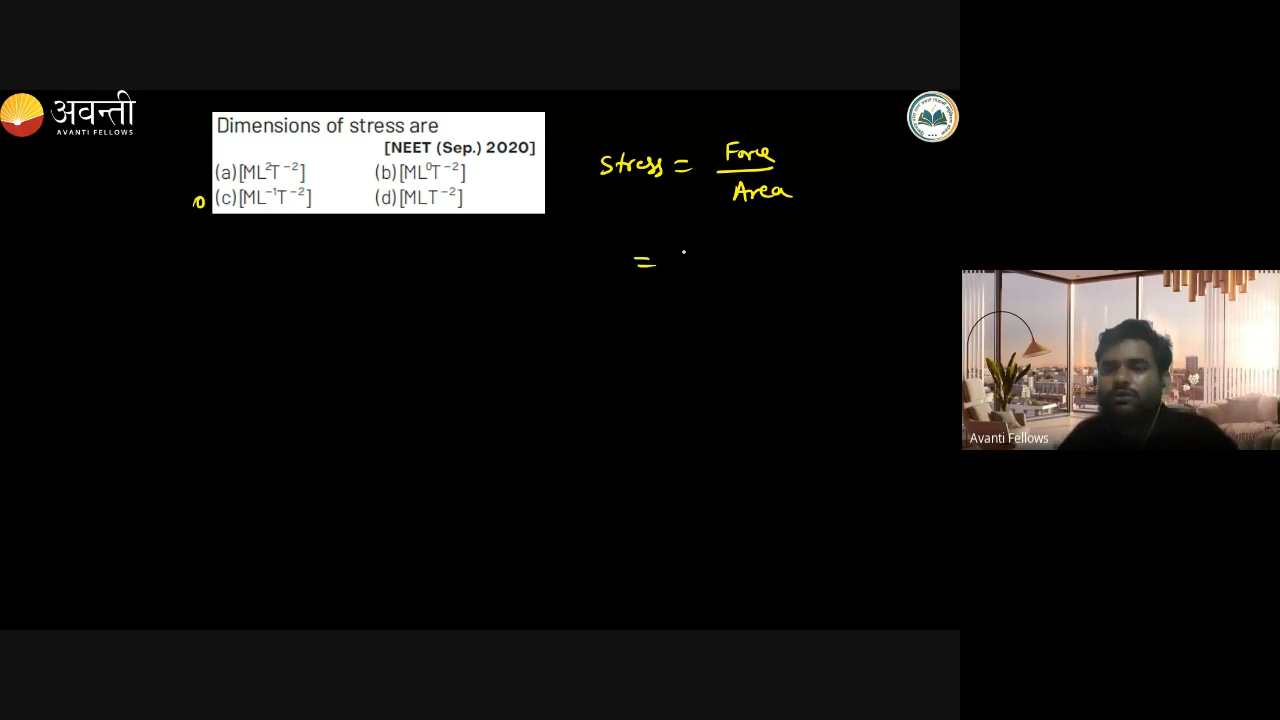 अवन्ती
AVANTI FELLOWS
Dimensions of stress are
[NEET (Sep.) 2020]
(a)[ML²T⁻²] (b)[ML⁰T⁻²]
(c)[ML⁻¹T⁻²] (d)[MLT⁻²]
Stress = Force
Area
=
Avanti Fellows